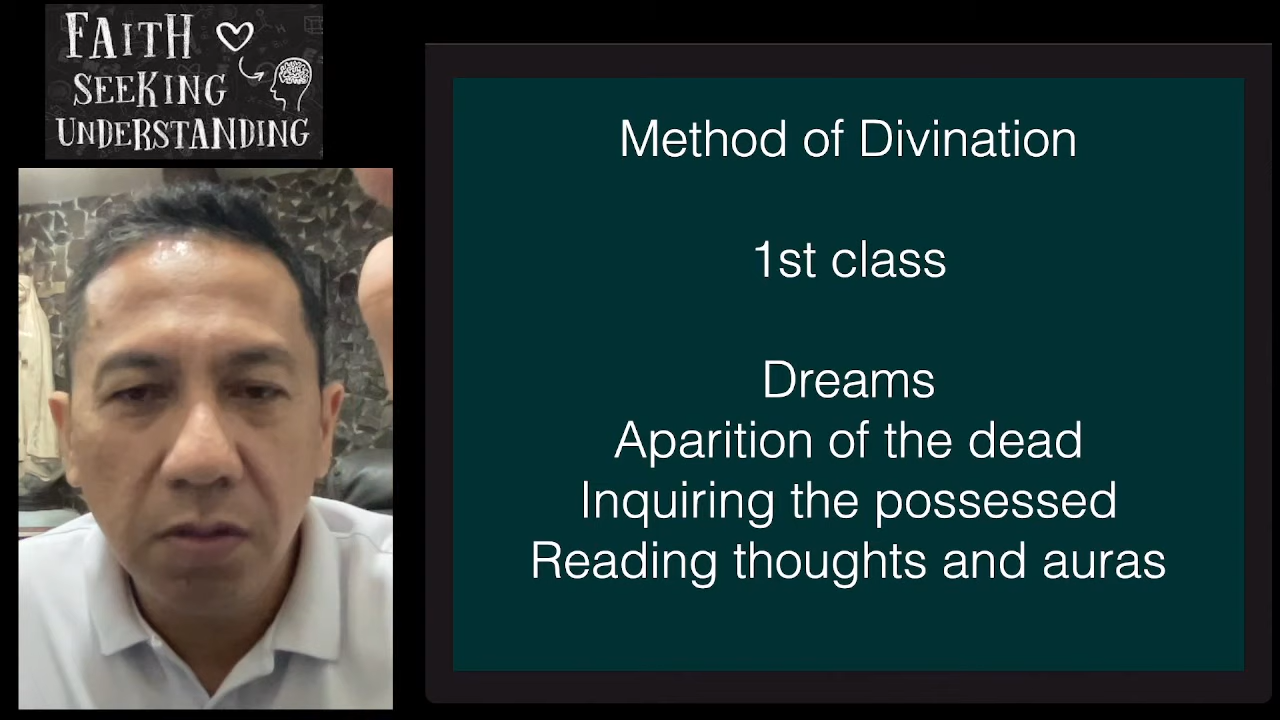 FAITH
SEEKING
UNDERSTANDING
Method of Divination
1st class
Dreams
Aparition of the dead
Inquiring the possessed
Reading thoughts and auras